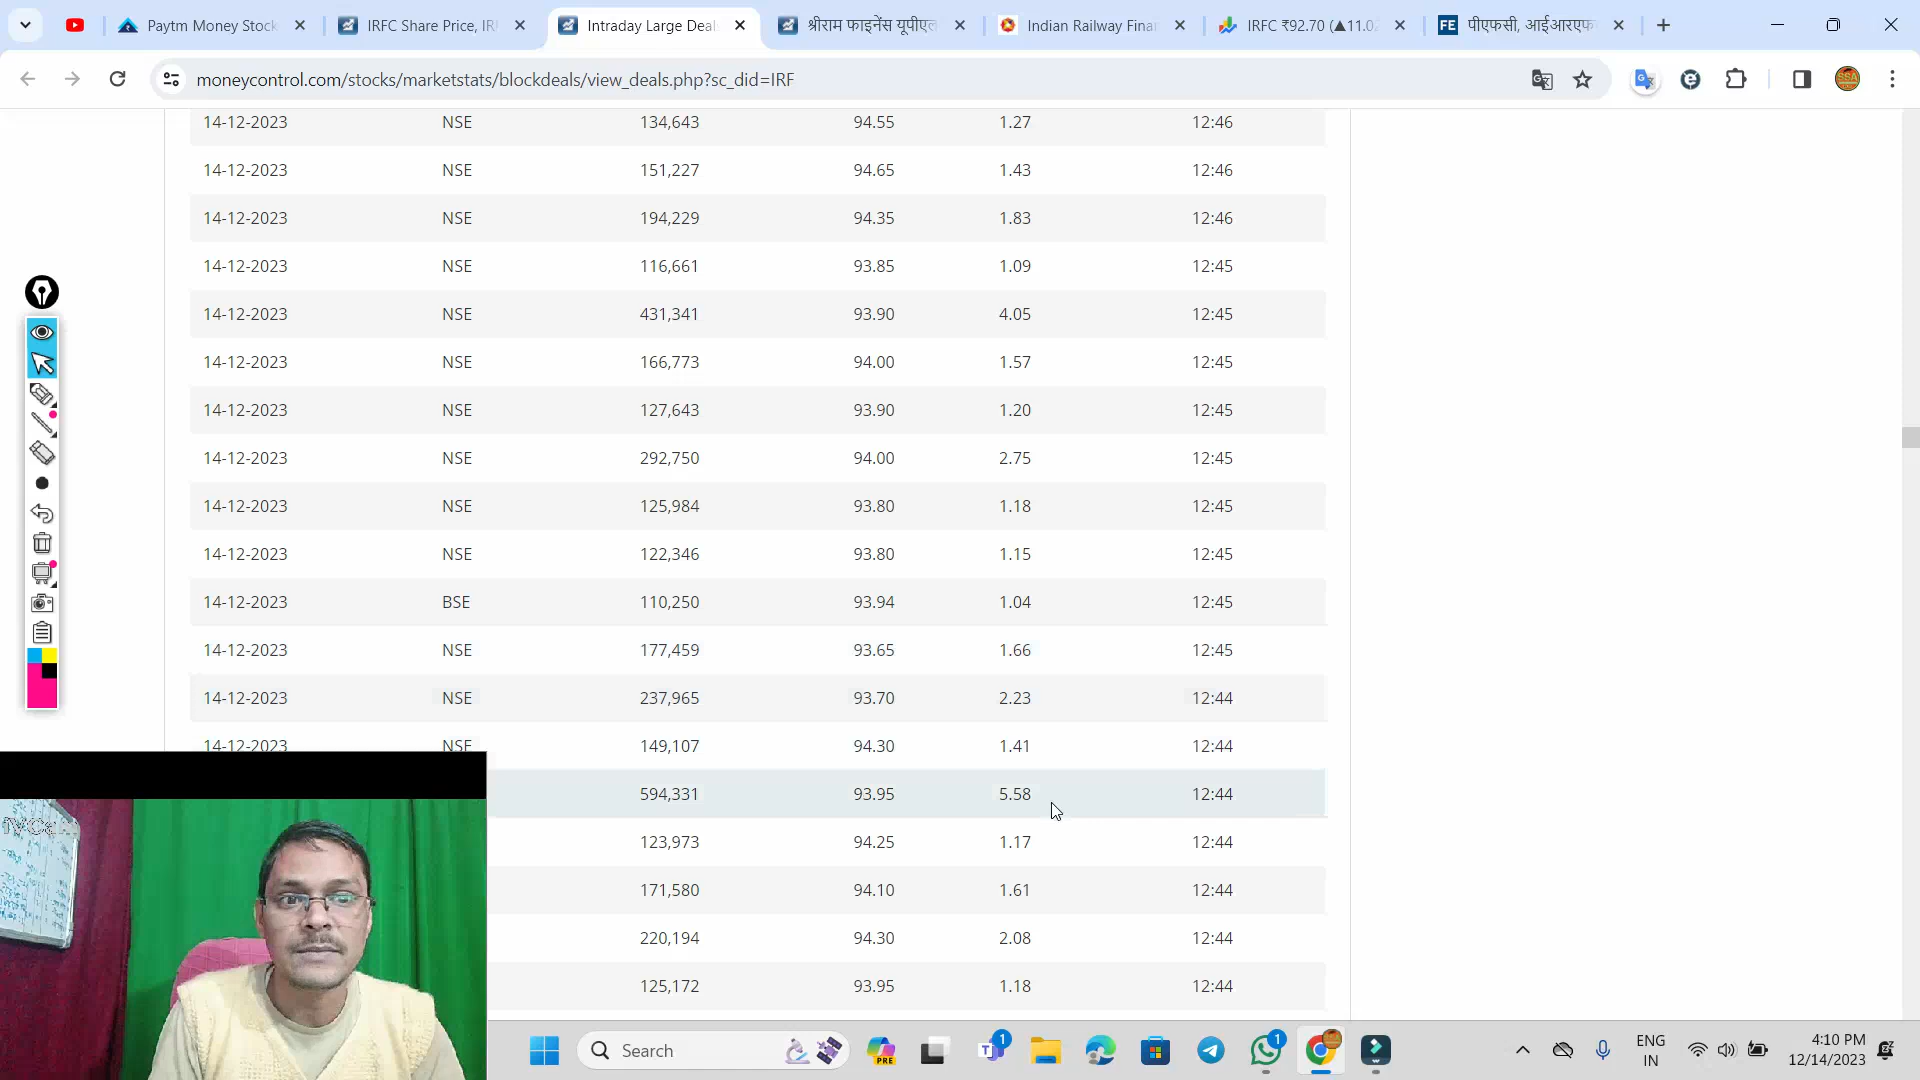 Paytm Money Stock
IRFC Share Price, IR
Intraday Large Deal
श्रीराम फाइनेंस यूपीएल
Indian Railway Finan
IRFC ₹92.70 (▲11.0
FE पीएफसी, आईआरएफ
moneycontrol.com/stocks/marketstats/blockdeals/view_deals.php?sc_did=IRF
14-12-2023 NSE 134,643 94.55 1.27 12:46
14-12-2023 NSE 151,227 94.65 1.43 12:46
14-12-2023 NSE 194,229 94.35 1.83 12:46
14-12-2023 NSE 116,661 93.85 1.09 12:45
14-12-2023 NSE 431,341 93.90 4.05 12:45
14-12-2023 NSE 166,773 94.00 1.57 12:45
14-12-2023 NSE 127,643 93.90 1.20 12:45
14-12-2023 NSE 292,750 94.00 2.75 12:45
14-12-2023 NSE 125,984 93.80 1.18 12:45
14-12-2023 NSE 122,346 93.80 1.15 12:45
14-12-2023 BSE 110,250 93.94 1.04 12:45
14-12-2023 NSE 177,459 93.65 1.66 12:45
14-12-2023 NSE 237,965 93.70 2.23 12:44
14-12-2023 NSE 149,107 94.30 1.41 12:44
594,331 93.95 5.58 12:44
123,973 94.25 1.17 12:44
171,580 94.10 1.61 12:44
220,194 94.30 2.08 12:44
125,172 93.95 1.18 12:44
Search
PRE
1
1
ENG
IN
4:10 PM
12/14/2023